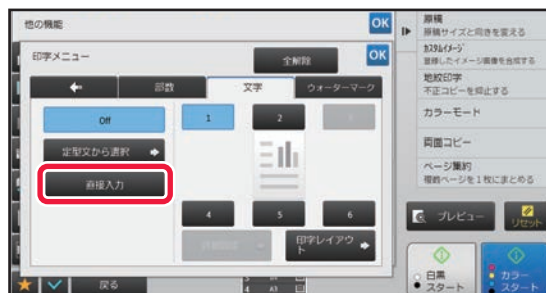 他の機能
OK
印字メニュー
全解除
OK
部数
文字
ウォーターマーク
Off
定型文から選択
直接入力
1
2
4
5
6
印字レイアウ
ト
戻る
4 A3
原稿
原稿サイズと向きを変える
カスタムイメージ
登録したイメージ画像を合成する
地紋印字
不正コピーを抑止する
カラーモード
両面コピー
ページ集約
複数ページを1枚にまとめる
プレビュー
リセット
白黒
スタート
カラー
スタート